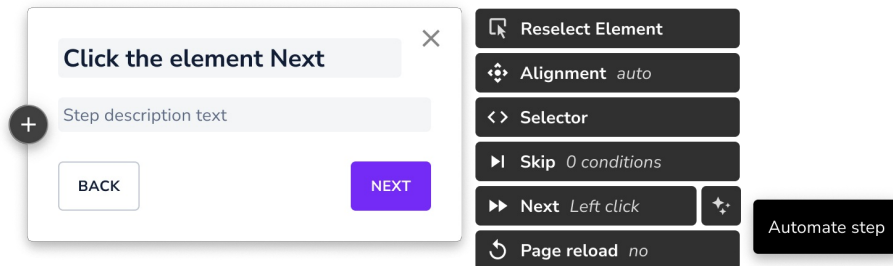 Click the element Next
Step description text
BACK
NEXT
Reselect Element
Alignment auto
Selector
Skip 0 conditions
Next Left click
Automate step
Page reload no